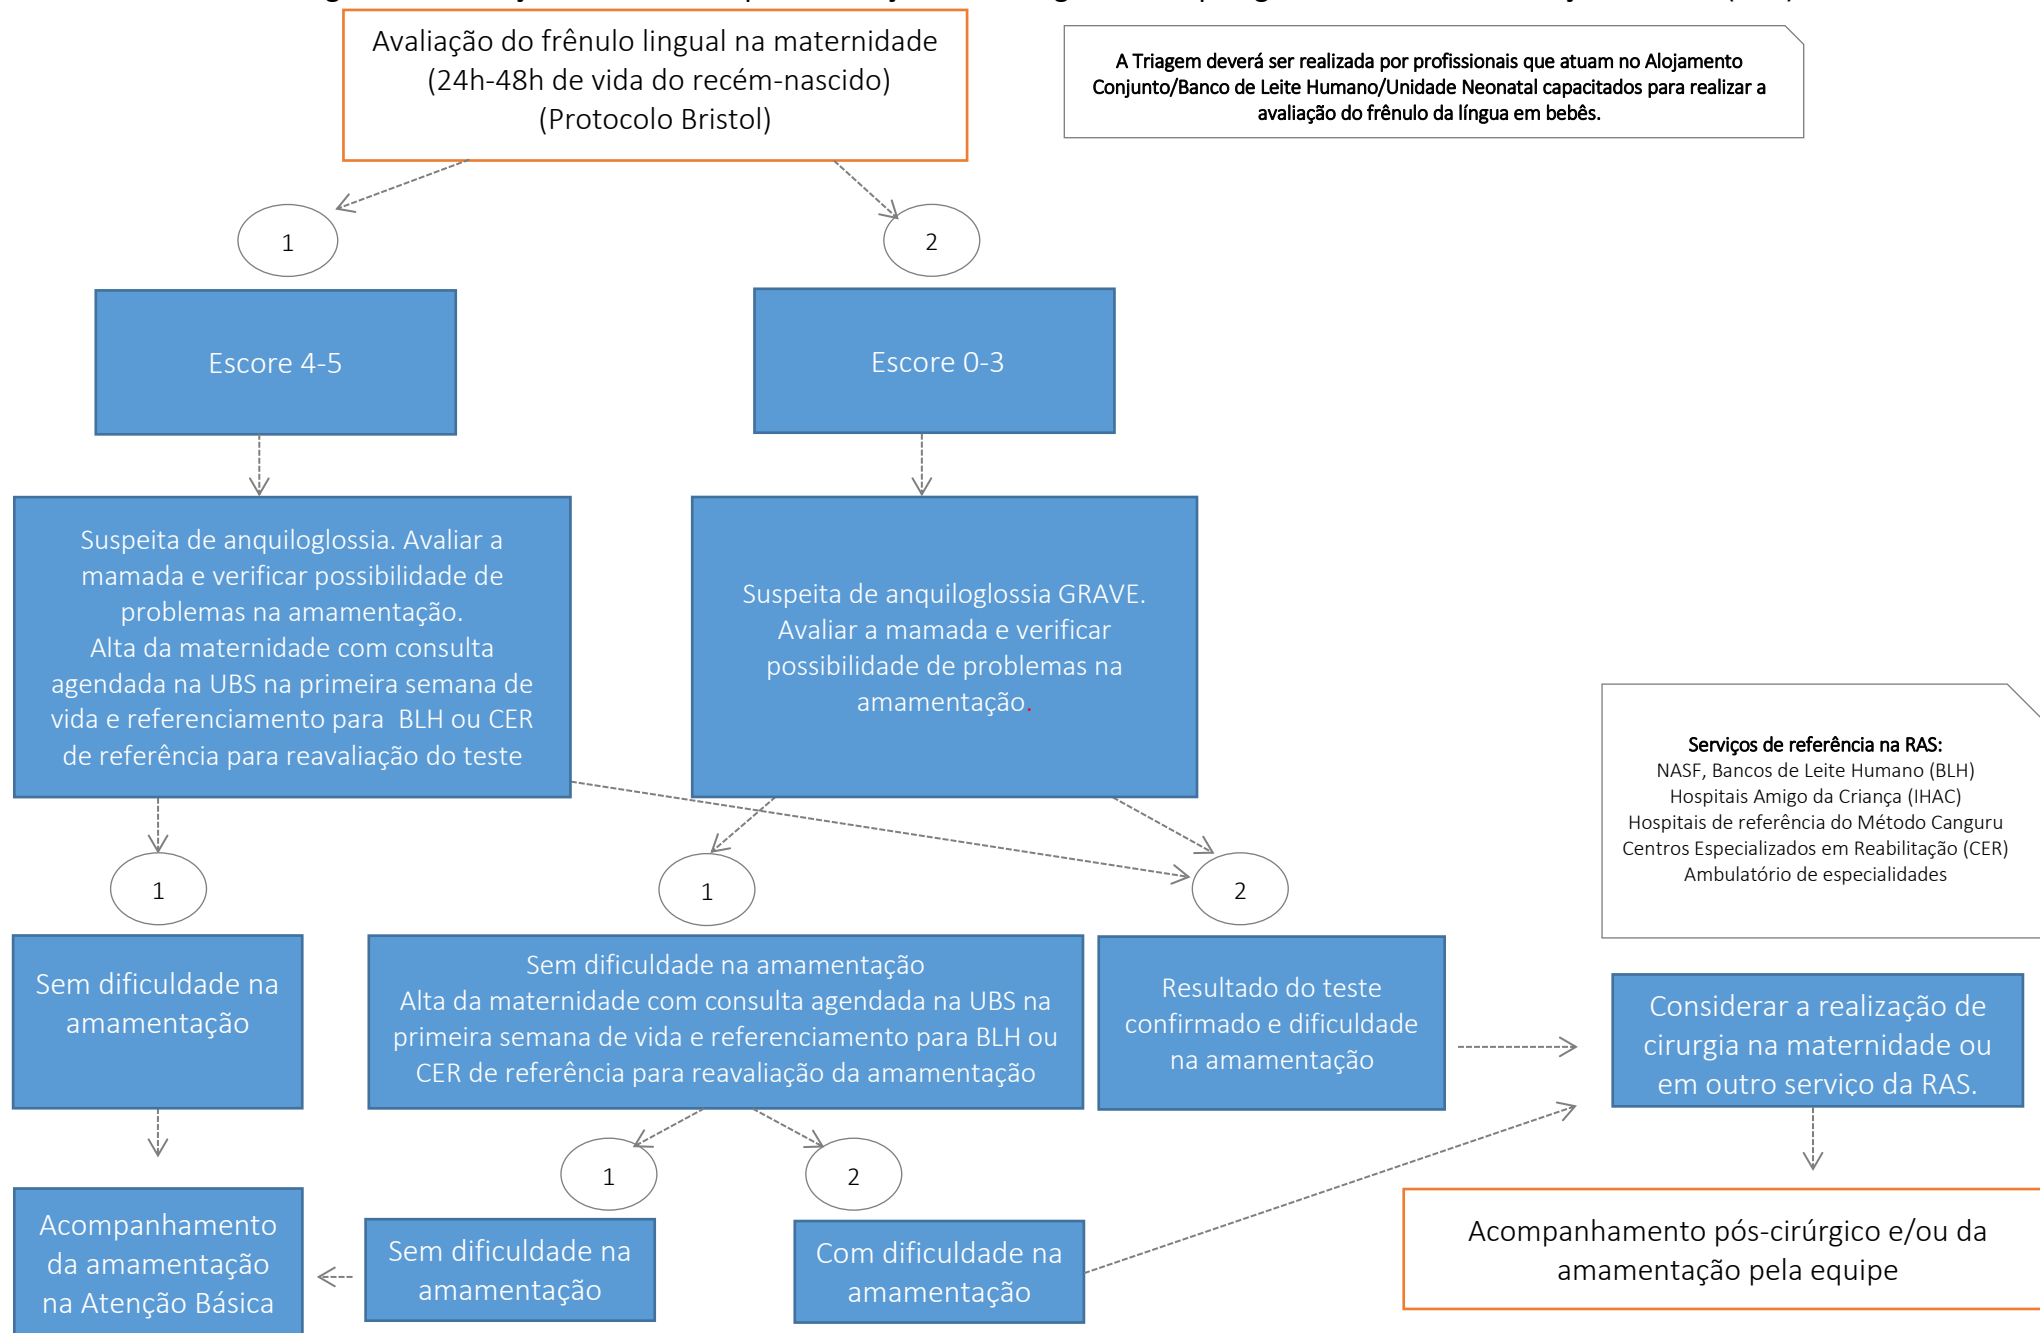 Avaliação do frênulo lingual na maternidade
(24h-48h de vida do recém-nascido)
(Protocolo Bristol)
A Triagem deverá ser realizada por profissionais que atuam no Alojamento
Conjunto/Banco de Leite Humano/Unidade Neonatal capacitados para realizar a
avaliação do frênulo da língua em bebês.
1
2
Escore 4-5
Escore 0-3
Suspeita de anquiloglossia. Avaliar a
mamada e verificar possibilidade de
problemas na amamentação.
Alta da maternidade com consulta
agendada na UBS na primeira semana de
vida e referenciamento para BLH ou CER
de referência para reavaliação do teste
Suspeita de anquiloglossia GRAVE.
Avaliar a mamada e verificar
possibilidade de problemas na
amamentação.
Serviços de referência na RAS:
NASF, Bancos de Leite Humano (BLH)
Hospitais Amigo da Criança (IHAC)
Hospitais de referência do Método Canguru
Centros Especializados em Reabilitação (CER)
Ambulatório de especialidades
1
1
2
Sem dificuldade na
amamentação
Sem dificuldade na amamentação
Alta da maternidade com consulta agendada na UBS na
primeira semana de vida e referenciamento para BLH ou
CER de referência para reavaliação da amamentação
Resultado do teste
confirmado e dificuldade
na amamentação
Considerar a realização de
cirurgia na maternidade ou
em outro serviço da RAS.
1
2
Acompanhamento
da amamentação
na Atenção Básica
Sem dificuldade na
amamentação
Com dificuldade na
amamentação
Acompanhamento pós-cirúrgico e/ou da
amamentação pela equipe